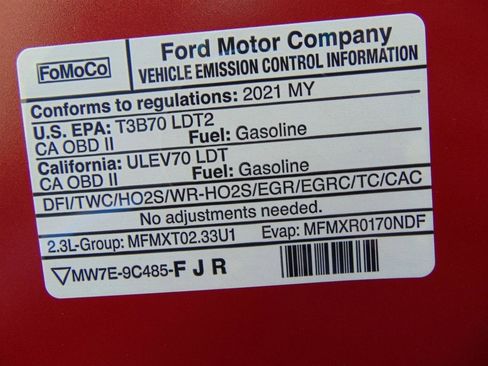 FoMoCo
Ford Motor Company
VEHICLE EMISSION CONTROL INFORMATION
Conforms to regulations: 2021 MY
U.S. EPA: T3B70 LDT2
CA OBD II Fuel: Gasoline
California: ULEV70 LDT
CA OBD II Fuel: Gasoline
DFI/TWC/HO2S/WR-HO2S/EGR/EGRC/TC/CAC
No adjustments needed.
2.3L-Group: MFMXT02.33U1 Evap: MFMXR0170NDF
MW7E-9C485-F J R